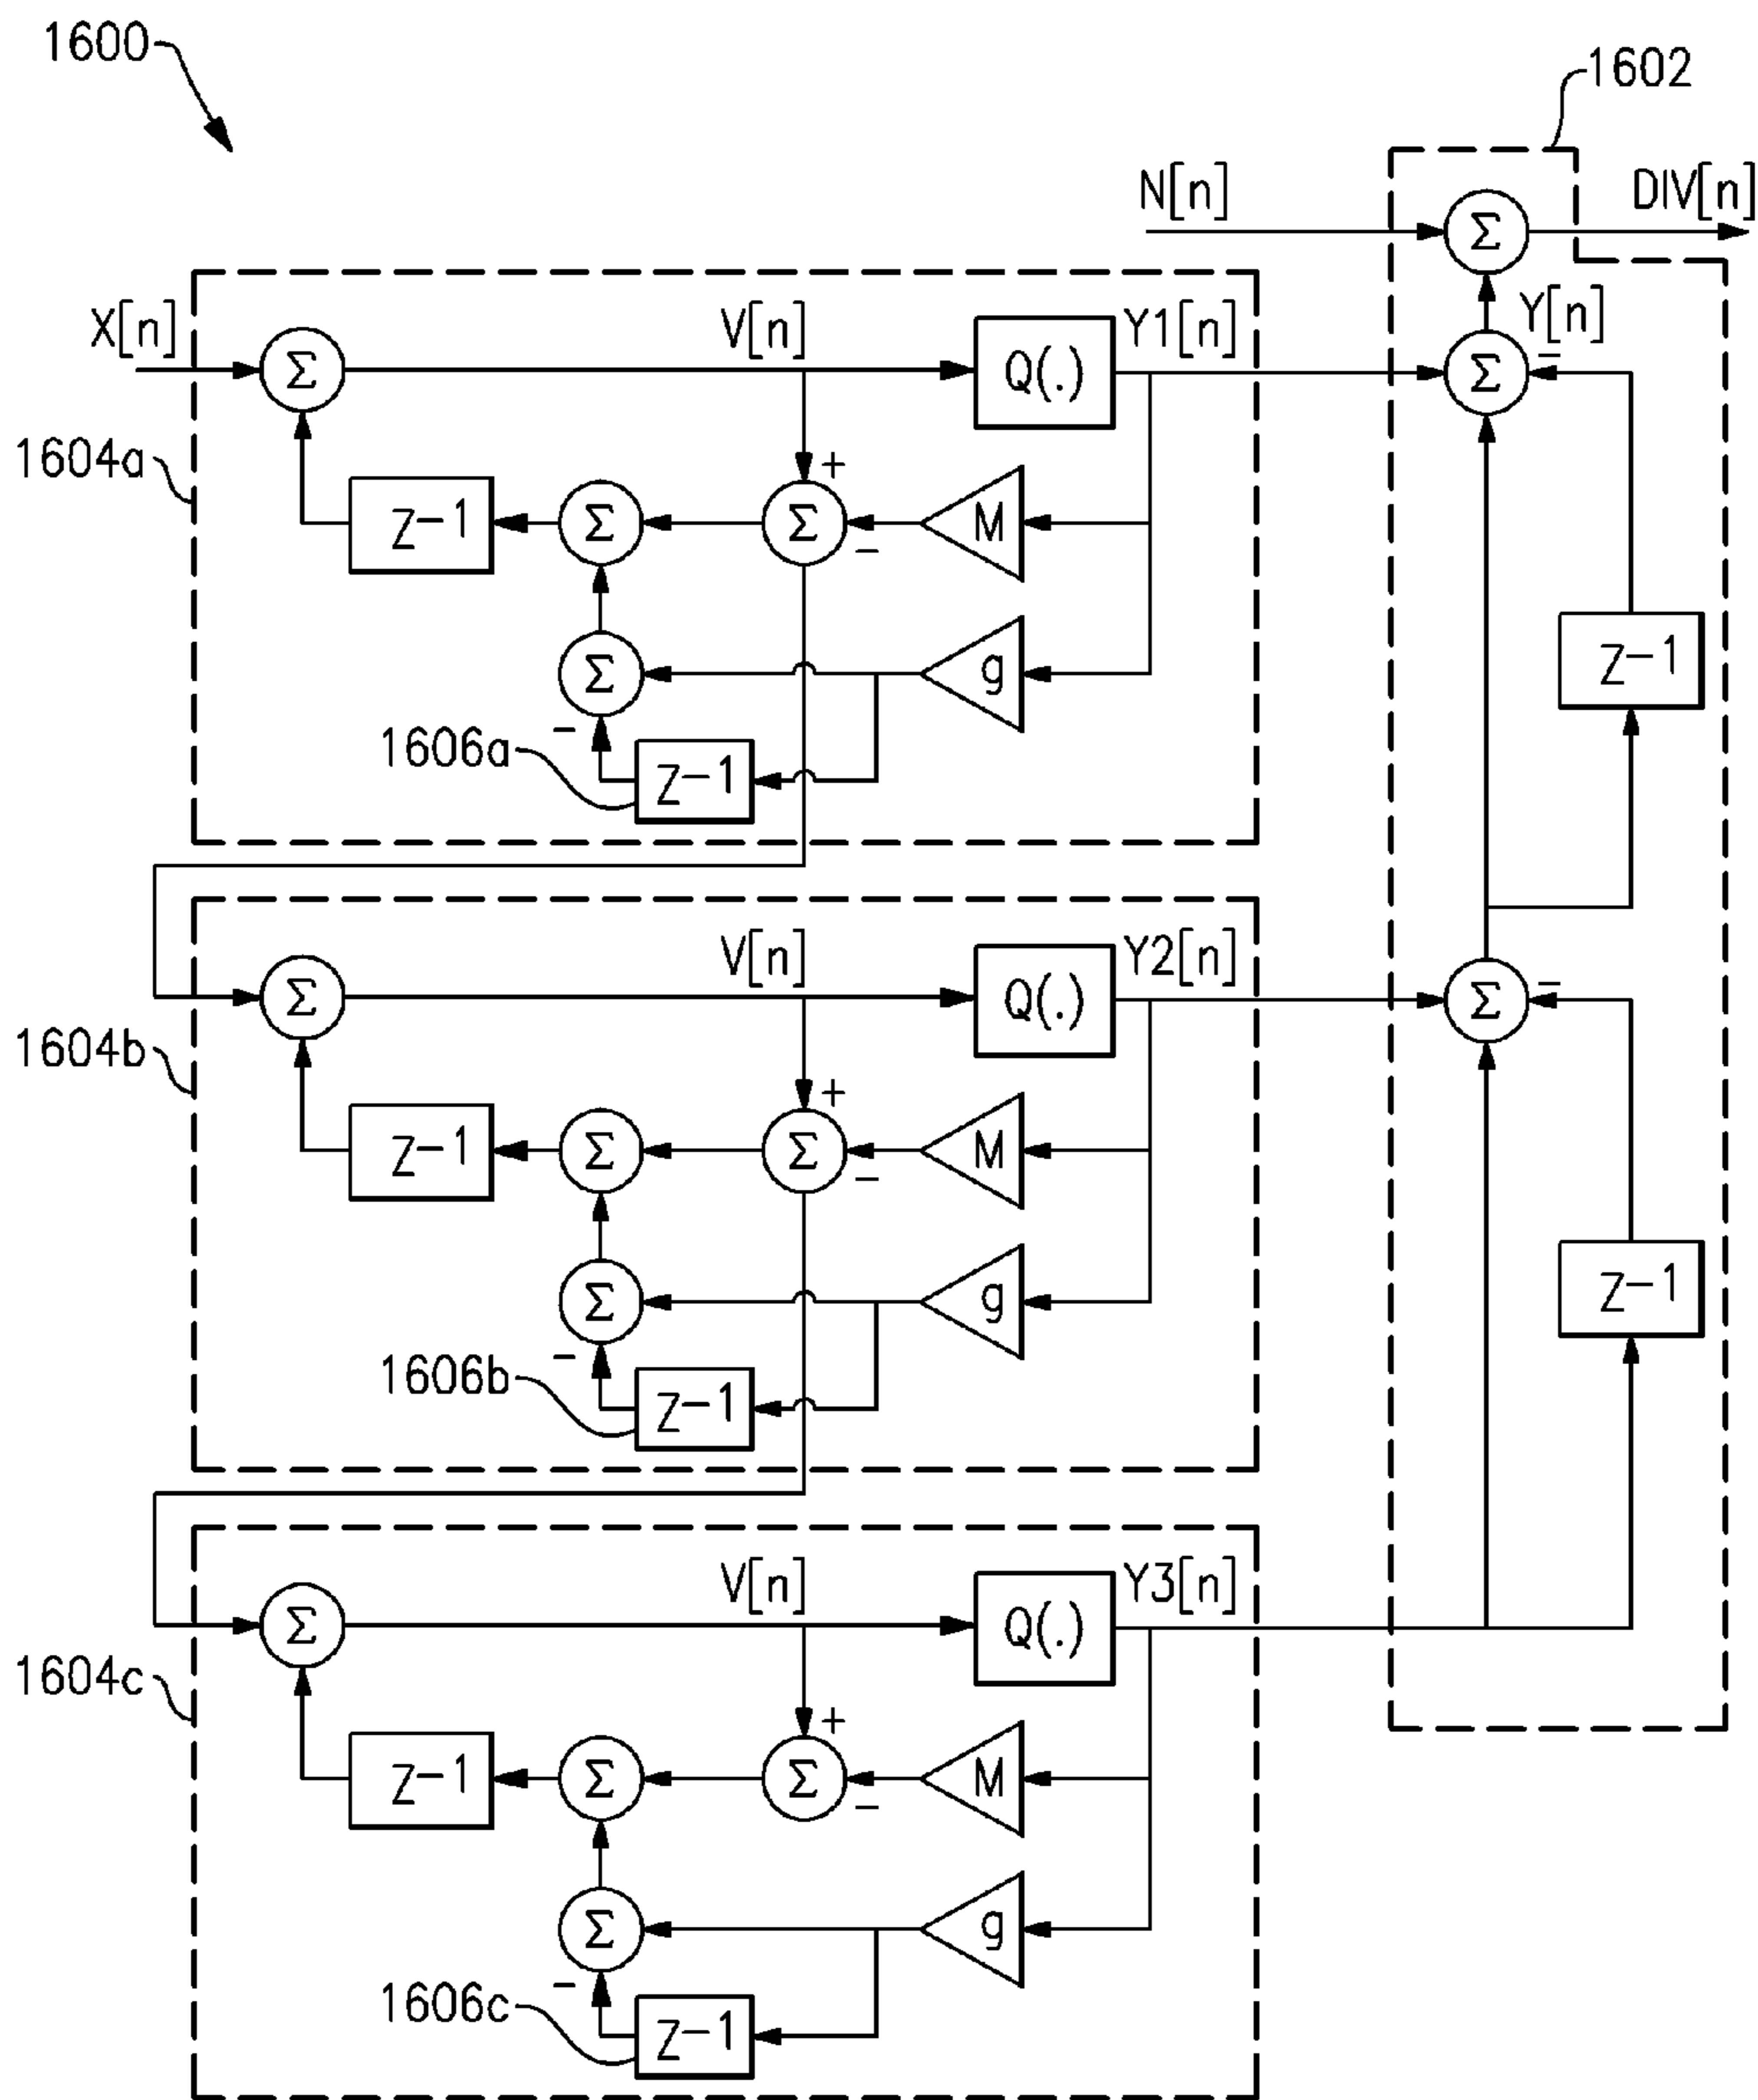 1600
1602
N[n]
DIV[n]
Σ
X[n]
V[n]
Y1[n]
Y[n]
Σ
Q(.)
Σ
−
1604a
+
Z−1
Σ
Σ
−
M
Σ
g
Z−1
−
1606a
Z−1
V[n]
Y2[n]
Σ
Q(.)
Σ
−
1604b
+
Z−1
Σ
Σ
−
M
Σ
g
Z−1
−
1606b
Z−1
V[n]
Y3[n]
Σ
Q(.)
1604c
+
Z−1
Σ
Σ
−
M
Σ
g
−
1606c
Z−1